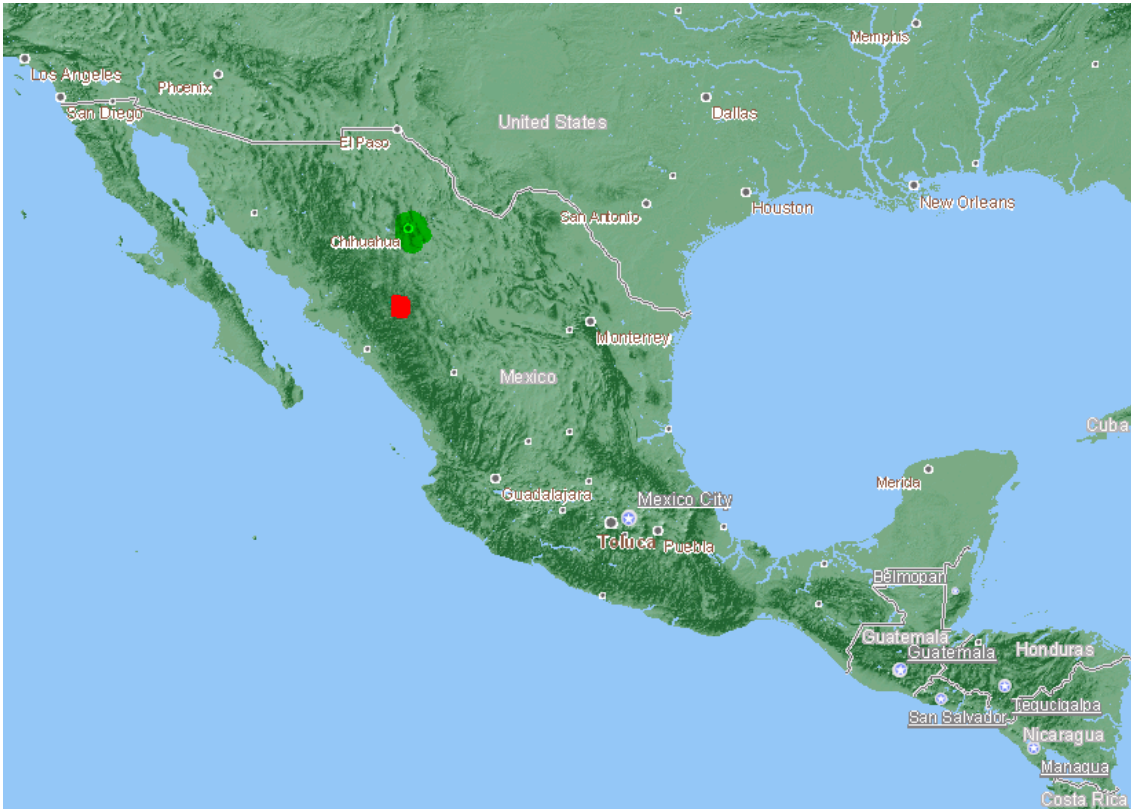 Memphis
Los Angeles
Phoenix
San Diego
Dallas
United States
El Paso
New Orleans
Houston
San Antonio
Chihuahua
Monterrey
Mexico
Cuba
Merida
Guadalajara
Mexico City
Toluca
Puebla
Belmopan
Guatemala
Guatemala
Honduras
Tegucigalpa
San Salvador
Nicaragua
Managua
Costa Rica